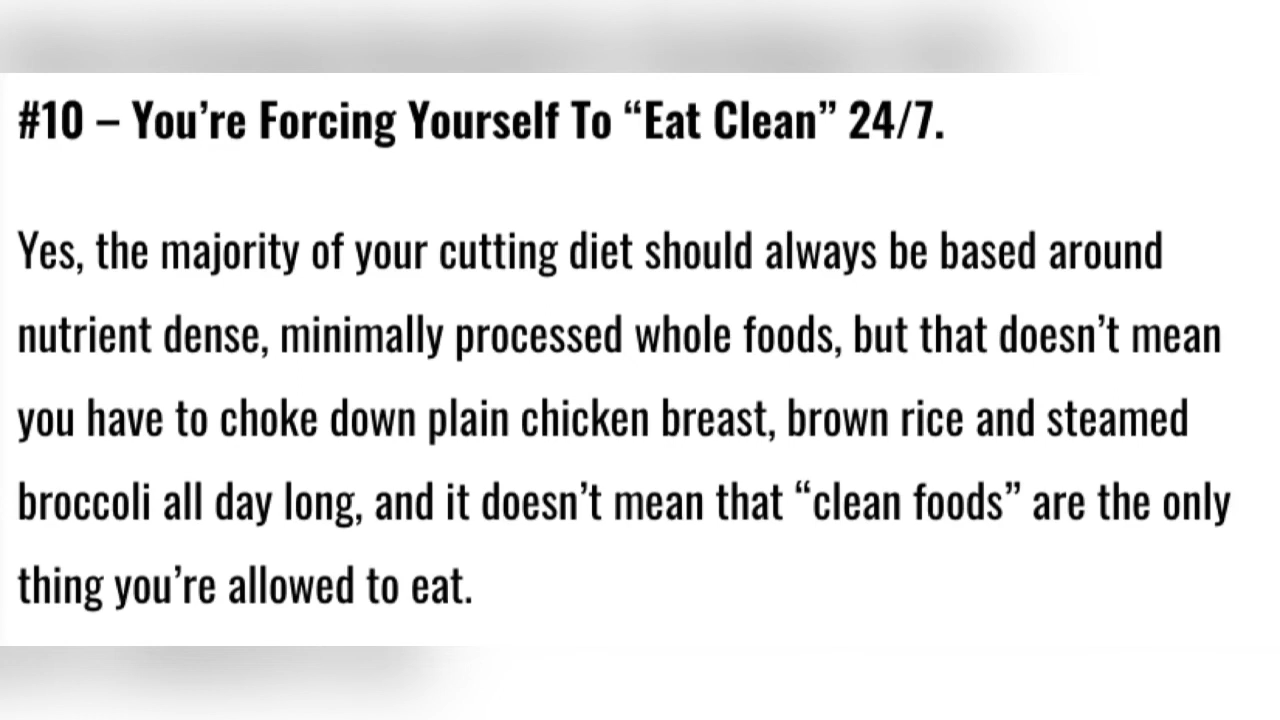 #10 – You’re Forcing Yourself To “Eat Clean” 24/7.
Yes, the majority of your cutting diet should always be based around
nutrient dense, minimally processed whole foods, but that doesn’t mean
you have to choke down plain chicken breast, brown rice and steamed
broccoli all day long, and it doesn’t mean that “clean foods” are the only
thing you’re allowed to eat.